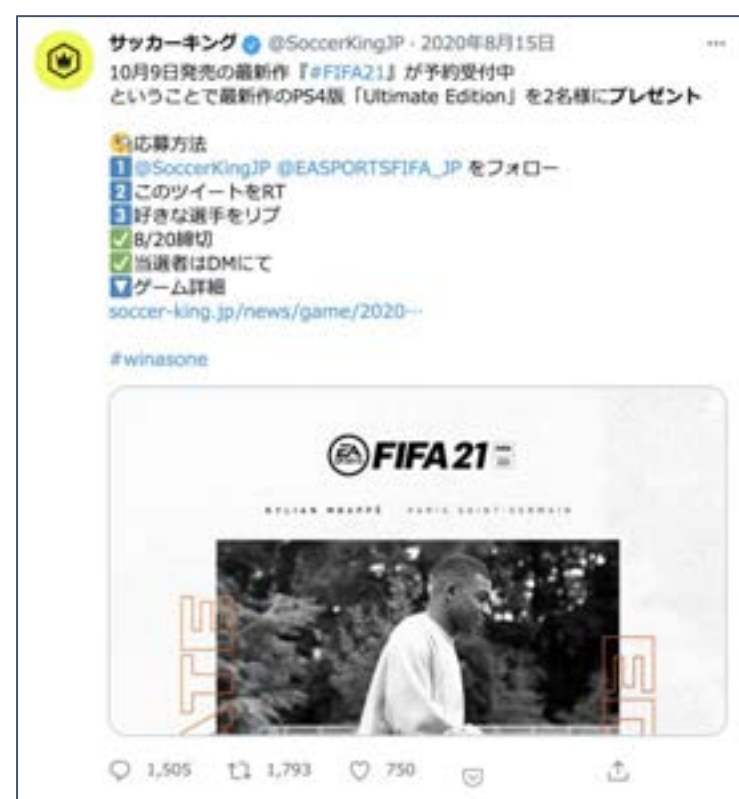 サッカーキング @SoccerKingJP · 2020年8月15日
10月9日発売の最新作『#FIFA21』が予約受付中
ということで最新作のPS4版「Ultimate Edition」を2名様にプレゼント
🧐応募方法
1️⃣@SoccerKingJP @EASPORTSFIFA_JP をフォロー
2️⃣このツイートをRT
3️⃣好きな選手をリプ
✅8/20締切
✅当選者はDMにて
🔽ゲーム詳細
soccer-king.jp/news/game/2020…
#winasone
EA SPORTS FIFA 21
KYLIAN MBAPPÉ PARIS SAINT-GERMAIN
1,505 1,793 750